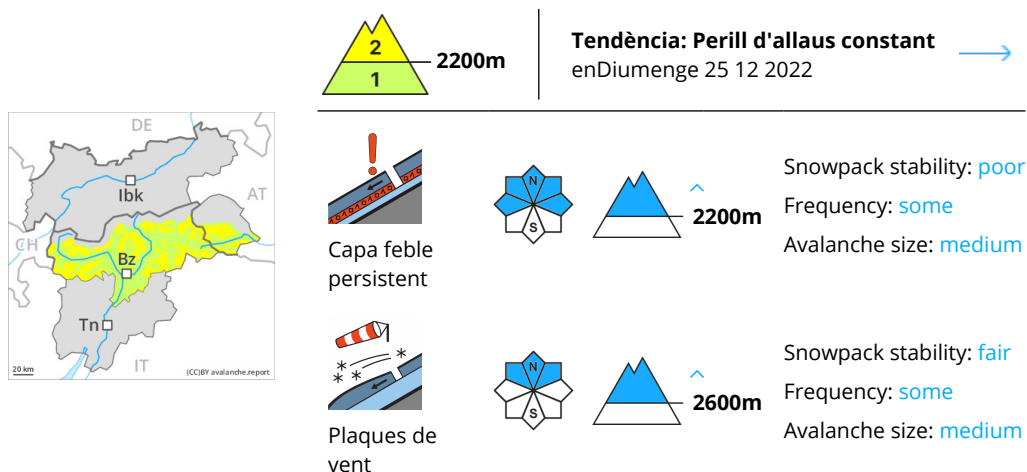 2
1
2200m
Tendència: Perill d'allaus constant
enDiumenge 25 12 2022
DE
AT
CH
IT
Ibk
Bz
Tn
20 km
(CC)BY avalanche.report
N
S
2200m
Snowpack stability: poor
Frequency: some
Avalanche size: medium
Capa feble
persistent
N
S
2600m
Snowpack stability: fair
Frequency: some
Avalanche size: medium
Plaques de
vent